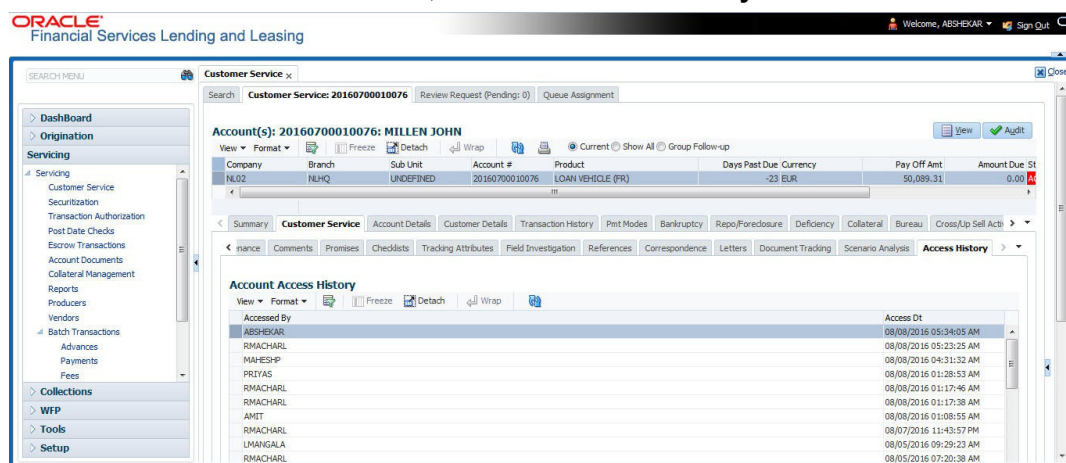 ORACLE
Financial Services Lending and Leasing
Welcome, ABSHEKAR
Sign Out
SEARCH MENU
Customer Service x
Close
Search Customer Service: 20160700010076 Review Request (Pending: 0) Queue Assignment
DashBoard
Origination
Servicing
Servicing
Customer Service
Securitization
Transaction Authorization
Post Date Checks
Escrow Transactions
Account Documents
Collateral Management
Reports
Producers
Vendors
Batch Transactions
Advances
Payments
Fees
Collections
WFP
Tools
Setup
Account(s): 20160700010076: MILLEN JOHN
View Audit
View Format Freeze Detach Wrap Current Show All Group Follow-up
Company Branch Sub Unit Account # Product Days Past Due Currency Pay Off Amt Amount Due St
NL02 NLHQ UNDEFINED 20160700010076 LOAN VEHICLE (FR) -23 EUR 50,089.31 0.00
Summary Customer Service Account Details Customer Details Transaction History Pmt Modes Bankruptcy Repo/Foreclosure Deficiency Collateral Bureau Cross/Up Sell Activ
nance Comments Promises Checklists Tracking Attributes Field Investigation References Correspondence Letters Document Tracking Scenario Analysis Access History
Account Access History
View Format Freeze Detach Wrap
Accessed By Access Dt
ABSHEKAR 08/08/2016 05:34:05 AM
RMACHARL 08/08/2016 05:23:25 AM
MAHESHP 08/08/2016 04:31:32 AM
PRIYAS 08/08/2016 01:28:53 AM
RMACHARL 08/08/2016 01:17:46 AM
RMACHARL 08/08/2016 01:17:38 AM
AMIT 08/08/2016 01:08:55 AM
RMACHARL 08/07/2016 11:43:57 PM
LMANGALA 08/05/2016 09:29:23 AM
RMACHARL 08/05/2016 07:20:38 AM